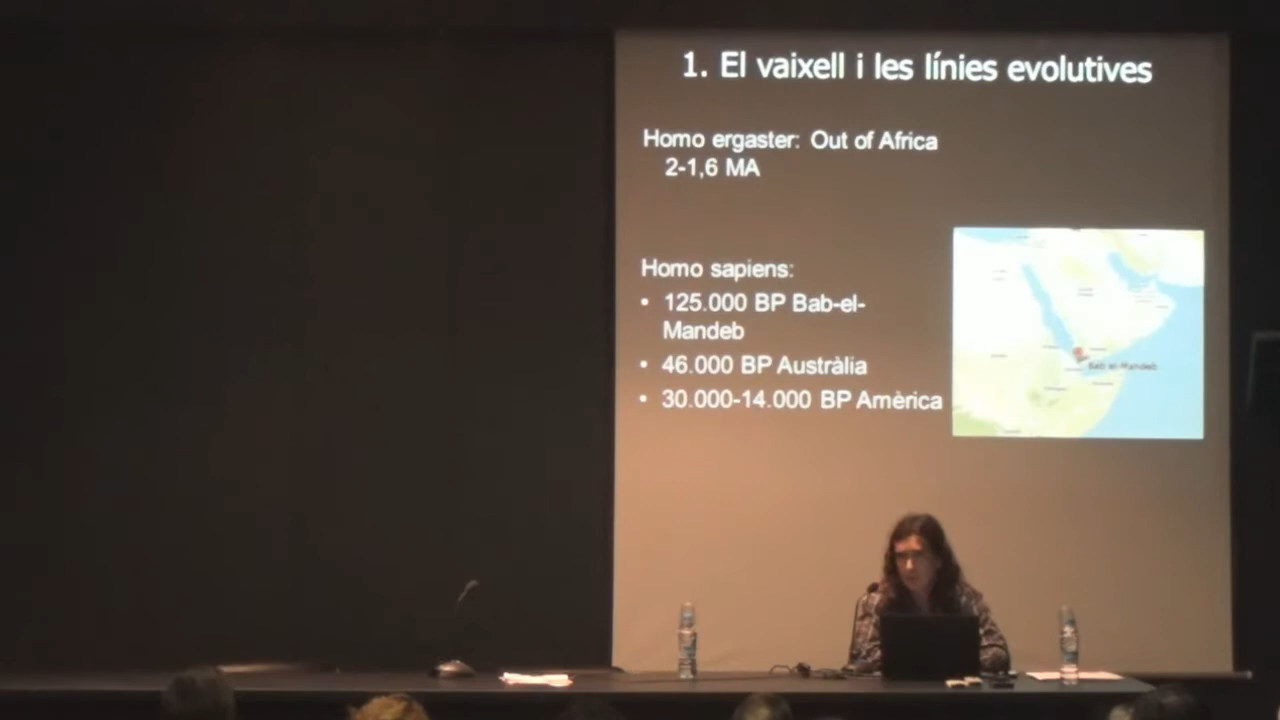 1. El vaixell i les línies evolutives
Homo ergaster: Out of Africa
2-1,6 MA
Homo sapiens:
• 125.000 BP Bab-el-
Mandeb
• 46.000 BP Austràlia
• 30.000-14.000 BP Amèrica
Bab el-Mandeb